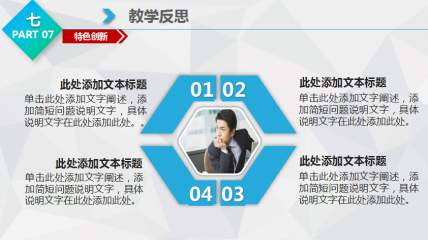 七
PART 07
教学反思
特色创新
此处添加文本标题
单击此处添加文字阐述，添
加简短问题说明文字，具体
说明文字在此添加此处。。
01
02
此处添加文本标题
单击此处添加文字阐述，添
加简短问题说明文字，具体
说明文字在此添加此处。
此处添加文本标题
单击此处添加文字阐述，添
加简短问题说明文字，具体
说明文字在此添加此处。
04
03
此处添加文本标题
单击此处添加文字阐述，添
加简短问题说明文字，具体
说明文字在此添加此处。